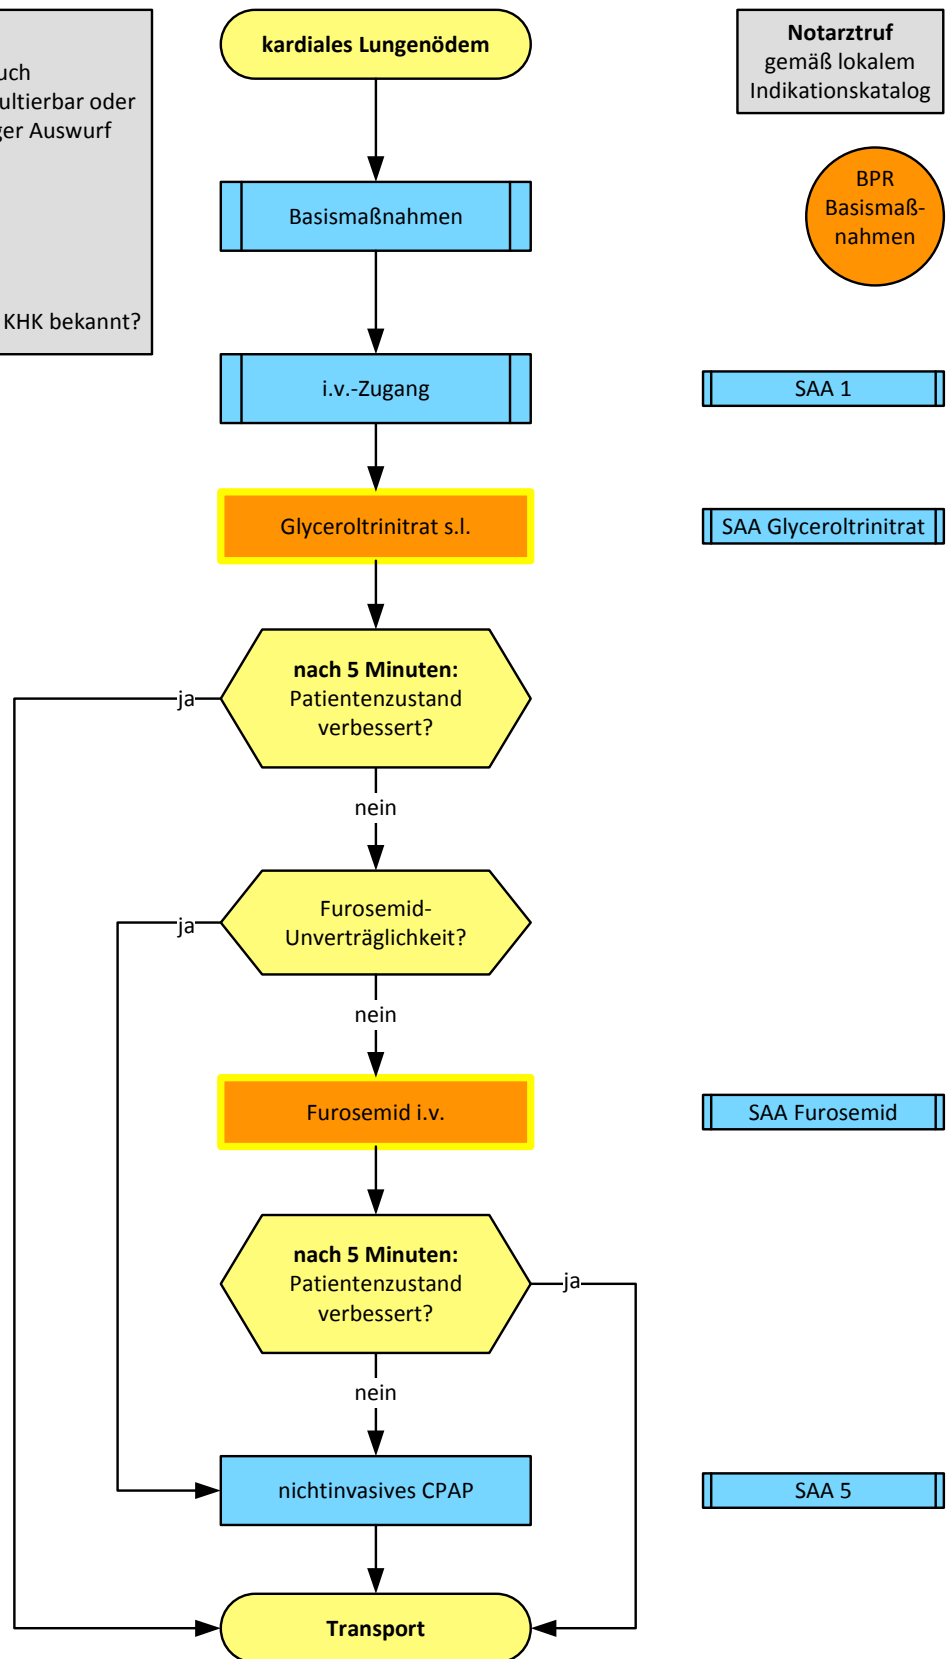 kardiales Lungenödem
Notarztruf
gemäß lokalem
Indikationskatalog
ultierbar oder
Auswurf
KHK bekannt?
BPR
Basismaß-
nahmen
Basismaßnahmen
i.v.-Zugang
SAA 1
Glyceroltrinitrat s.l.
SAA Glyceroltrinitrat
nach 5 Minuten:
Patientenzustand
verbessert?
ja
nein
Furosemid-
Unverträglichkeit?
ja
nein
Furosemid i.v.
SAA Furosemid
nach 5 Minuten:
Patientenzustand
verbessert?
ja
nein
nichtinvasives CPAP
SAA 5
Transport